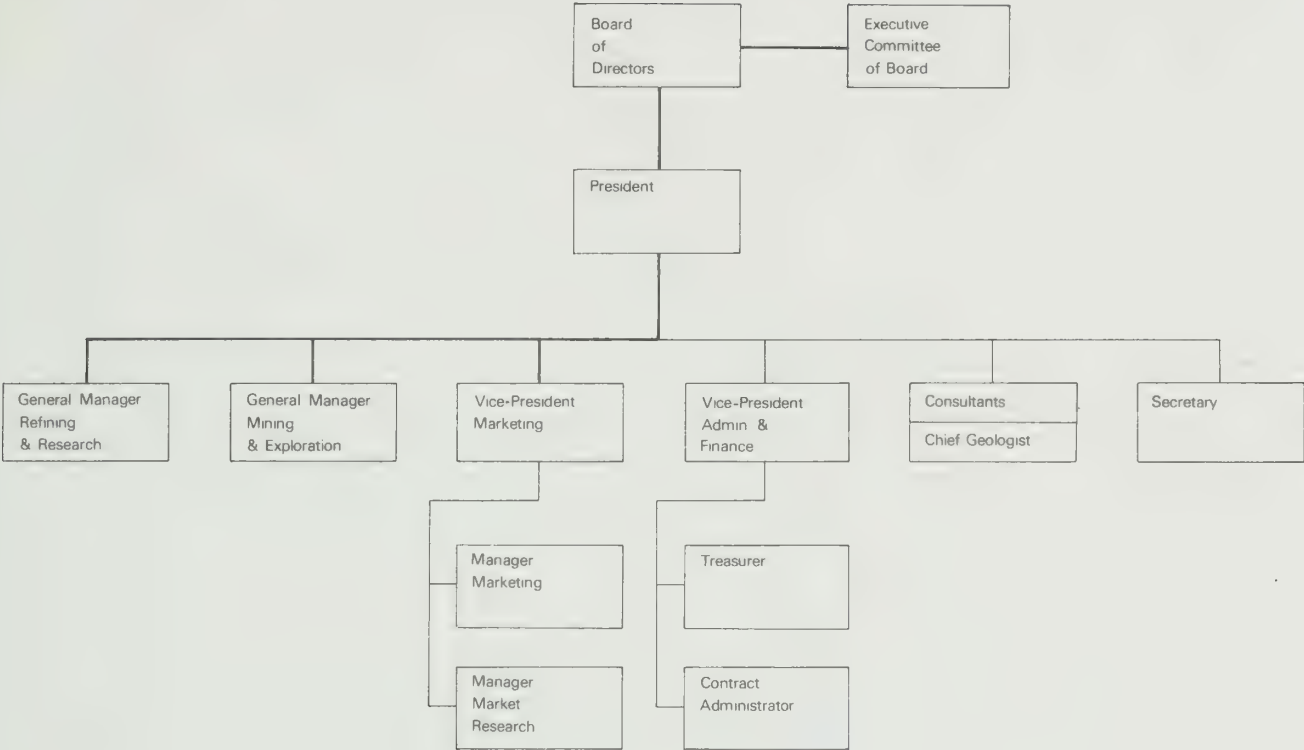 Board
of
Directors
Executive
Committee
of Board
President
General Manager
Refining
& Research
General Manager
Mining
& Exploration
Vice-President
Marketing
Vice-President
Admin &
Finance
Consultants
Chief Geologist
Secretary
Manager
Marketing
Treasurer
Manager
Market
Research
Contract
Administrator